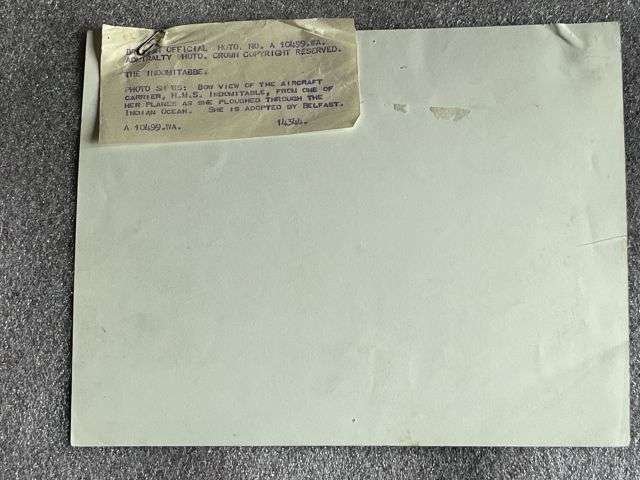 OFFICIAL PHOTO. NO. A 10499.WA.
ADMIRALTY PHOTO. CROWN COPYRIGHT RESERVED.
THE INDOMITABBE.
PHOTO S ES: BOW VIEW OF THE AIRCRAFT
CARRIER, H.M.S. INDOMITABLE, FROM ONE OF
HER PLANES AS SHE PLOUGHED THROUGH THE
INDIAN OCEAN. SHE IS ADOPTED BY BELFAST.
A 10499.WA. 14344.